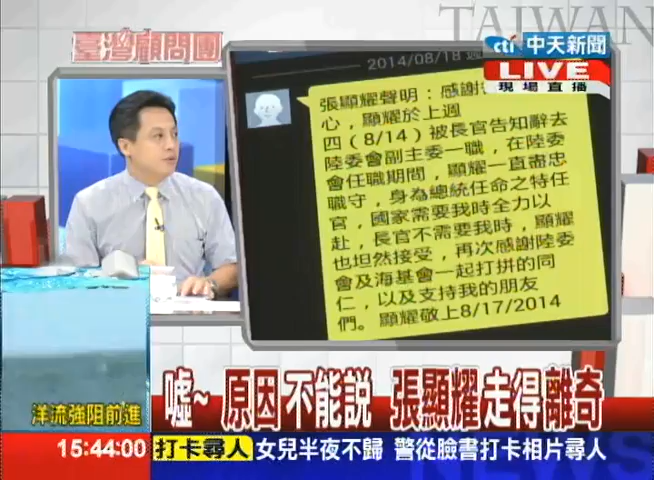 TAIWAN
臺灣顧問團
cti 中天新聞
LIVE
現場直播
2014/08/18
張顯耀聲明：感謝
心，顯耀於上週
四（8/14）被長官告知辭去
陸委會副主委一職，在陸委
會任職期間，顯耀一直盡忠
職守，身為總統任命之特任
官，國家需要我時全力以
赴，長官不需要我時，顯耀
也坦然接受，再次感謝陸委
會及海基會一起打拼的同
仁，以及支持我的朋友
們。顯耀敬上8/17/2014
洋流強阻前進
噓~ 原因不能說 張顯耀走得離奇
15:44:00 打卡尋人 女兒半夜不歸 警從臉書打卡相片尋人
NEWS